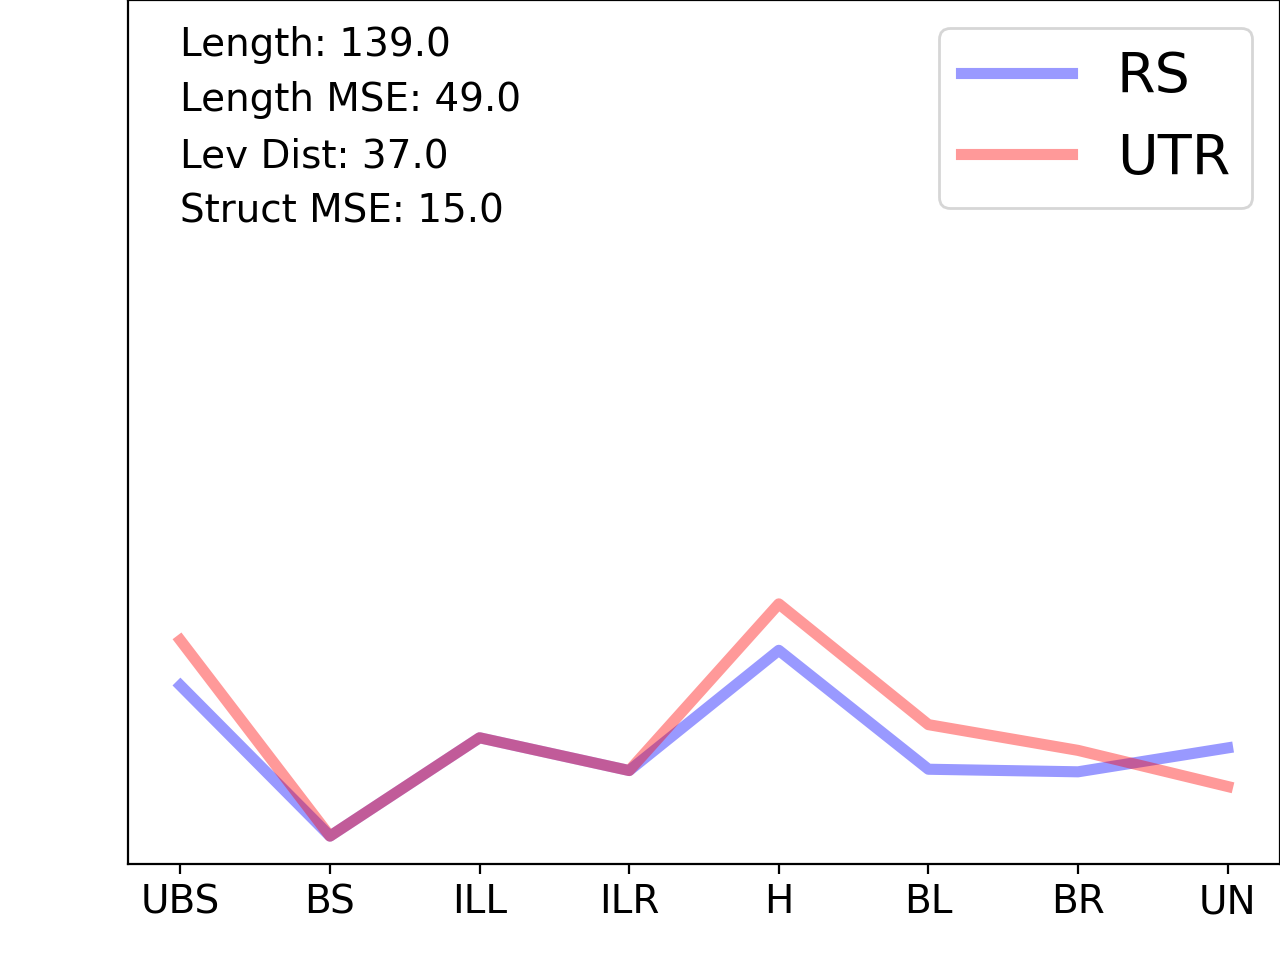 Length: 139.0
Length MSE: 49.0
Lev Dist: 37.0
Struct MSE: 15.0
RS
UTR
UBS BS ILL ILR H BL BR UN